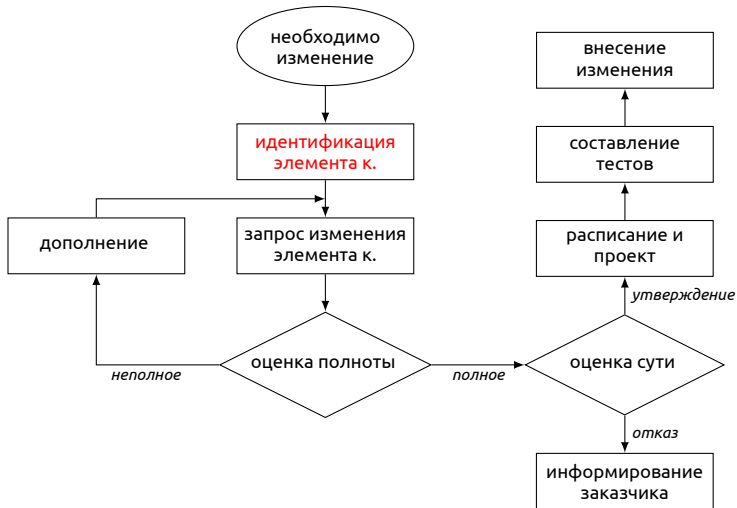 необходимо
изменение
идентификация
элемента к.
запрос изменения
элемента к.
дополнение
оценка полноты
неполное
полное
оценка сути
утверждение
расписание и
проект
составление
тестов
внесение
изменения
отказ
информирование
заказчика